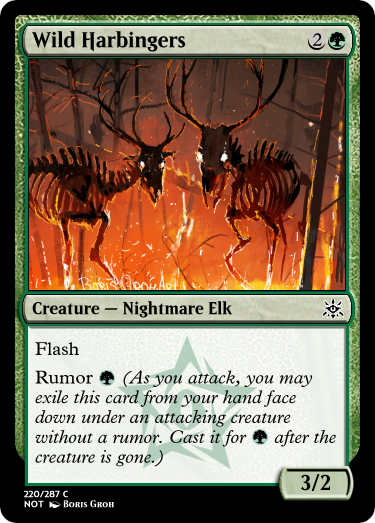 Wild Harbingers 2
Creature — Nightmare Elk
Flash
Rumor (As you attack, you may
exile this card from your hand face
down under an attacking creature
without a rumor. Cast it for after the
creature is gone.)
3/2
220/287 C
NOT Boris Groh